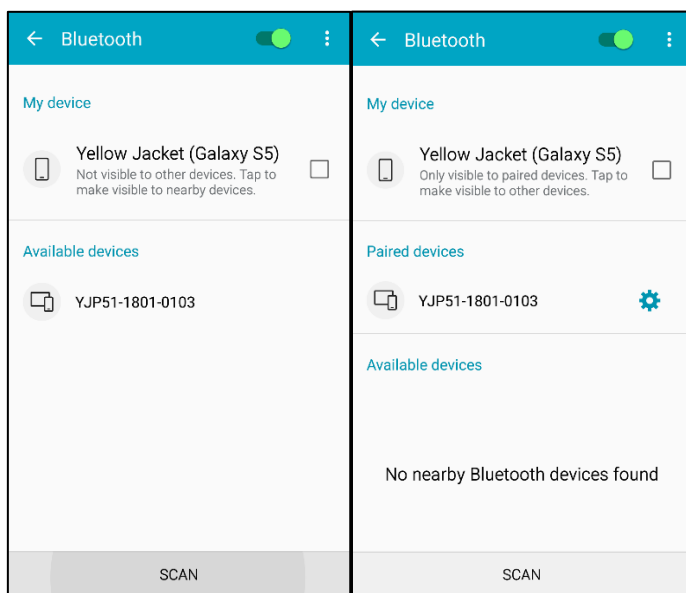 Bluetooth
My device
Yellow Jacket (Galaxy S5)
Not visible to other devices. Tap to
make visible to nearby devices.
Available devices
YJP51-1801-0103
SCAN
Bluetooth
My device
Yellow Jacket (Galaxy S5)
Only visible to paired devices. Tap to
make visible to other devices.
Paired devices
YJP51-1801-0103
Available devices
No nearby Bluetooth devices found
SCAN